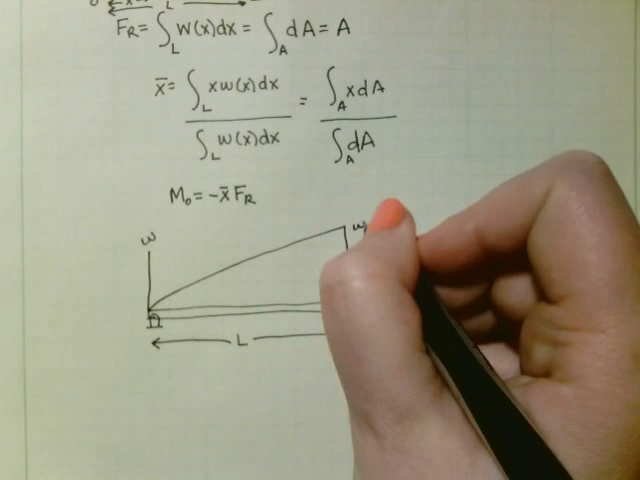 L
F_R = ∫_L w(x)dx = ∫_A dA = A
x̄ = ∫_L xw(x)dx / ∫_L w(x)dx = ∫_A xdA / ∫_A dA
M_o = -x̄F_R
w
w
L